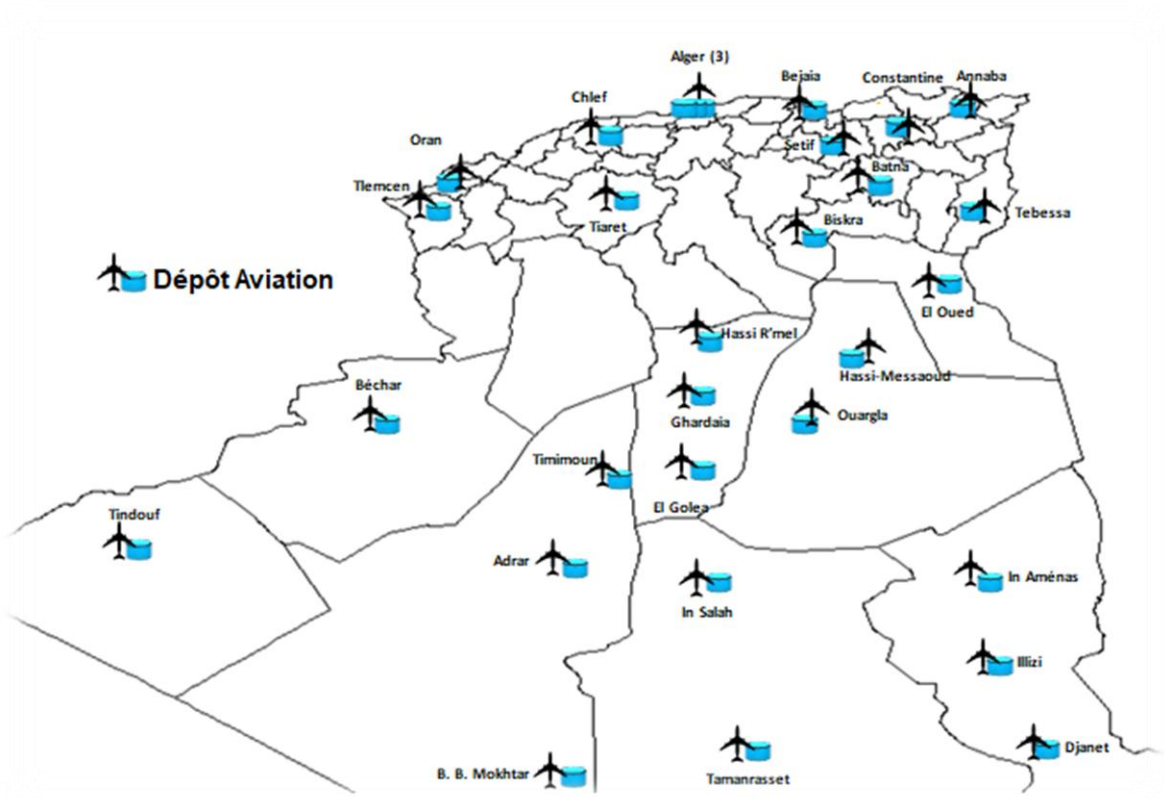 Alger (3)
Bejaia
Constantine
Annaba
Chlef
Oran
Setif
Batna
Tlemcen
Tebessa
Biskra
Tiaret
Dépôt Aviation
El Oued
Hassi R'mel
Hassi-Messaoud
Béchar
Ghardaia
Ouargla
Timimoun
El Golea
Tindouf
Adrar
In Aménas
In Salah
Illizi
Djanet
B. B. Mokhtar
Tamanrasset